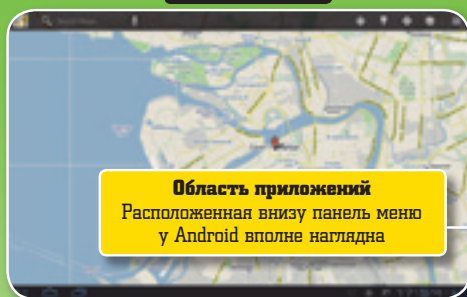 Область приложений
Расположенная внизу панель меню
у Android вполне наглядна